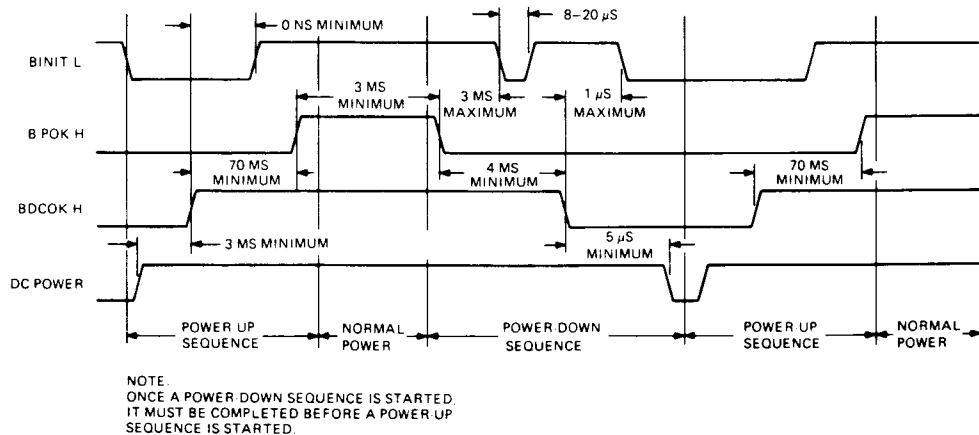 0 NS MINIMUM
8-20 µS
BINIT L
3 MS
MINIMUM
3 MS
MAXIMUM
1 µS
MAXIMUM
B POK H
70 MS
MINIMUM
4 MS
MINIMUM
70 MS
MINIMUM
BDCOK H
3 MS MINIMUM
5 µS
MINIMUM
DC POWER
POWER UP
SEQUENCE
NORMAL
POWER
POWER-DOWN
SEQUENCE
POWER UP
SEQUENCE
NORMAL
POWER
NOTE.
ONCE A POWER-DOWN SEQUENCE IS STARTED,
IT MUST BE COMPLETED BEFORE A POWER-UP
SEQUENCE IS STARTED.